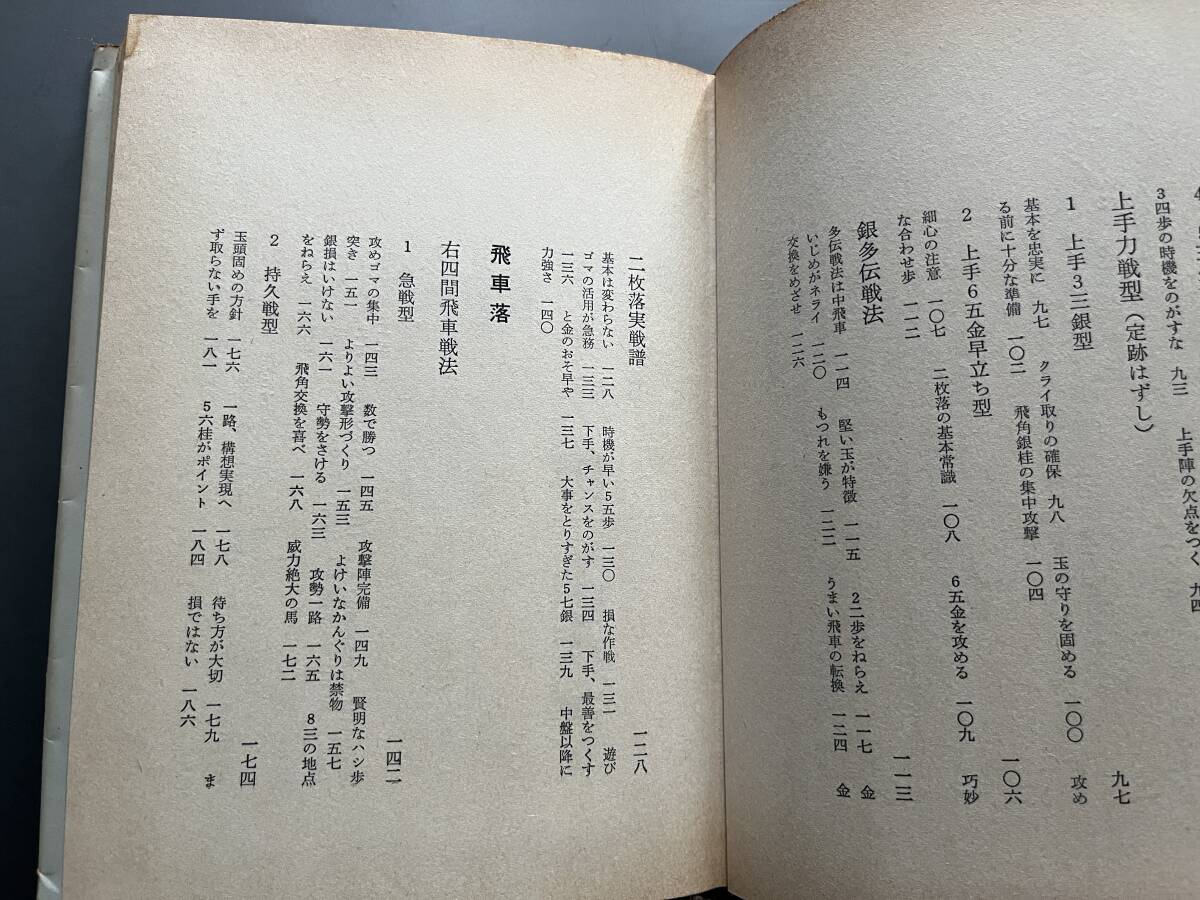 3四歩の時機をのがすな　九三　　上手陣の欠点をつく　九四
上手力戦型（定跡はずし）　九七
1　上手3三銀型
基本を忠実に　九七　　クライ取りの確保　九八　　玉の守りを固める　一〇〇　　攻め
る前に十分な準備　一〇二　　飛角銀桂の集中攻撃　一〇四
2　上手6五金早立ち型　一〇六
細心の注意　一〇七　　二枚落の基本常識　一〇八　　6五金を攻める　一〇九　　巧妙
な合わせ歩　一一二
銀多伝戦法　一一三
多伝戦法は中飛車　一一四　　堅い玉が特徴　一一五　　2二歩をねらえ　一一七　　金
いじめがネライ　一二〇　　もつれを嫌う　一二二　　うまい飛車の転換　一二四　　金
交換をめざせ　一二六
二枚落実戦譜　一二八
基本は変わらない　一二八　　時機が早い5五歩　一三〇　　損な作戦　一三一　　遊び
ゴマの活用が急務　一三三　　下手、チャンスをのがす　一三四　　下手、最善をつくす
一三六　　と金のおそ早や　一三七　　大事をとりすぎた5七銀　一三九　　中盤以降に
力強さ　一四〇
飛車落
右四間飛車戦法
1　急戦型　一四二
攻めゴマの集中　一四三　　数で勝つ　一四五　　攻撃陣完備　一四九　　賢明なハシ歩
突き　一五一　　よりよい攻撃形づくり　一五三　　よけいなかんぐりは禁物　一五七
銀損はいけない　一六一　　守勢をさける　一六三　　攻勢一路　一六五　　8三の地点
をねらえ　一六六　　飛角交換を喜べ　一六八　　威力絶大の馬　一七二
2　持久戦型　一七四
玉頭固めの方針　一七六　　一路、構想実現へ　一七八　　待ち方が大切　一七九　　ま
ず取らない手を　一八一　　5六桂がポイント　一八四　　損ではない　一八六